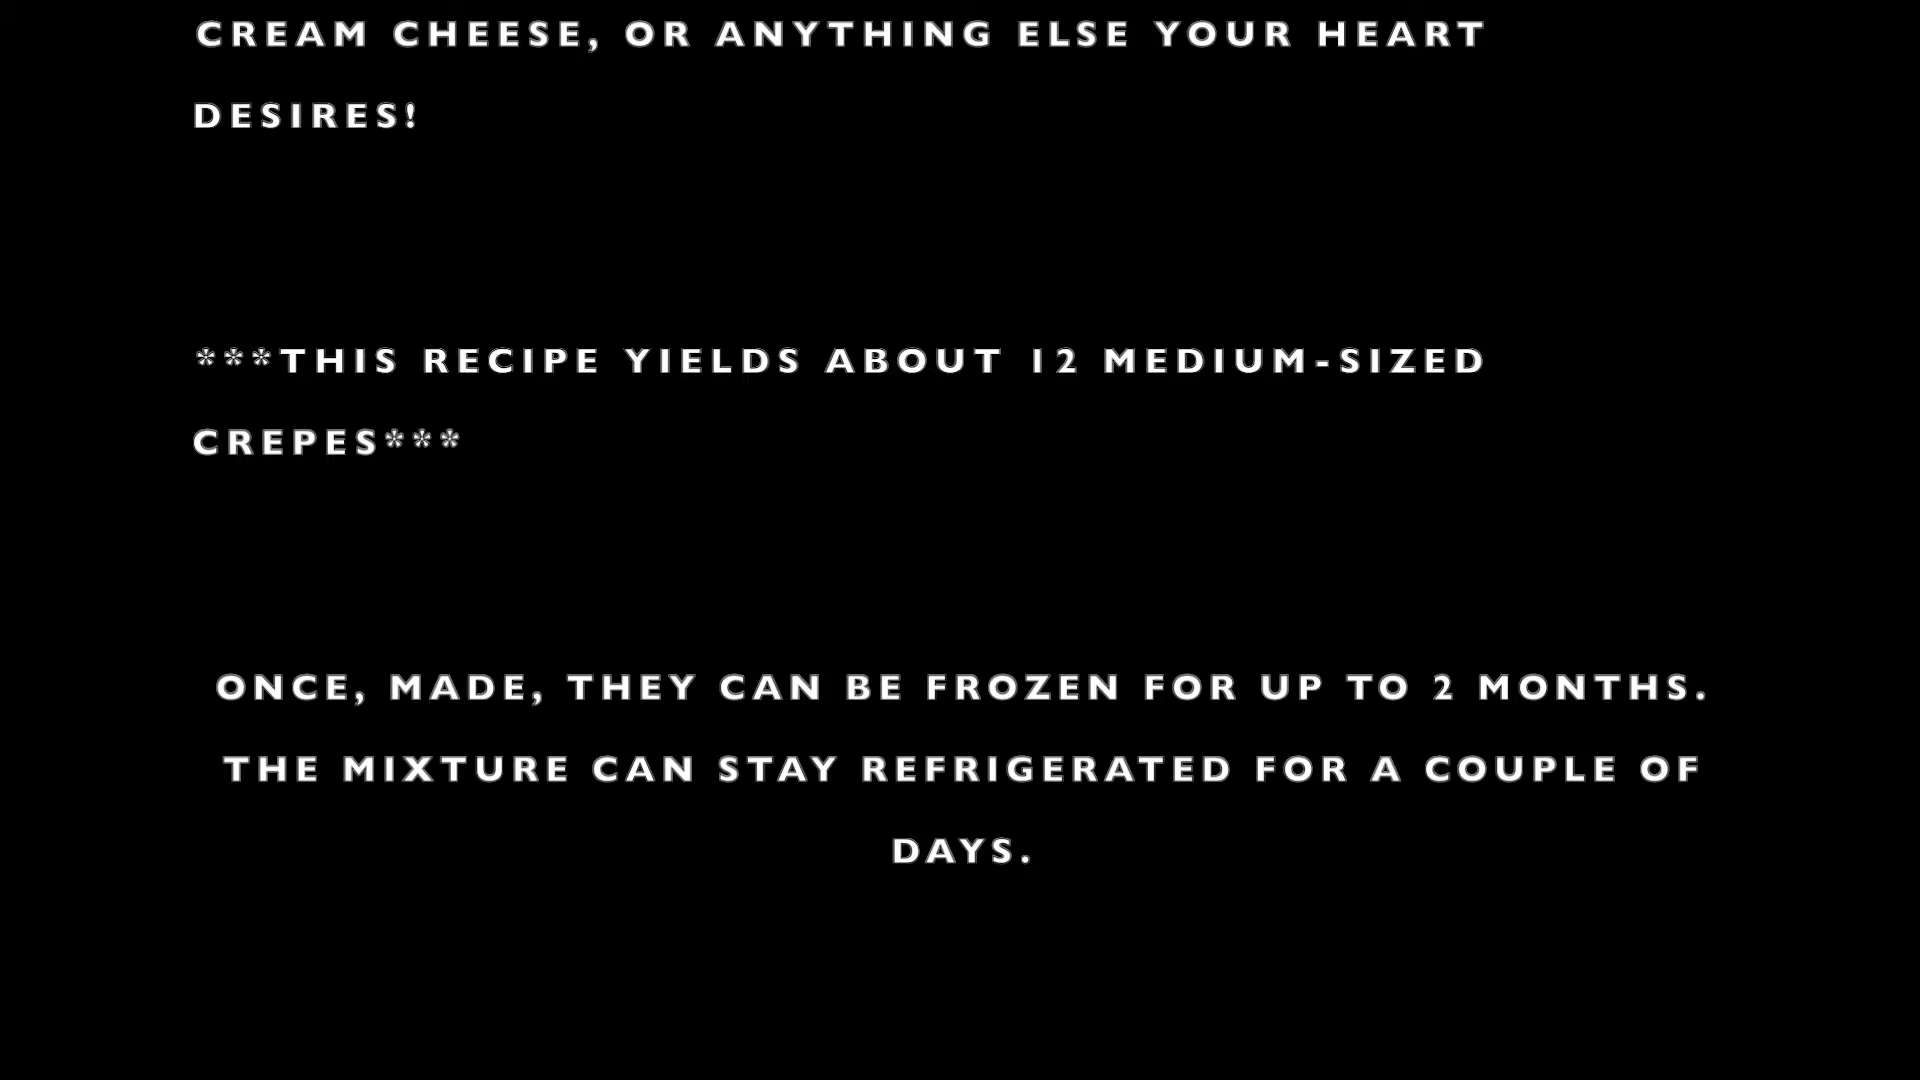 CREAM CHEESE, OR ANYTHING ELSE YOUR HEART
DESIRES!
***THIS RECIPE YIELDS ABOUT 12 MEDIUM-SIZED
CREPES***
ONCE, MADE, THEY CAN BE FROZEN FOR UP TO 2 MONTHS.
THE MIXTURE CAN STAY REFRIGERATED FOR A COUPLE OF
DAYS.